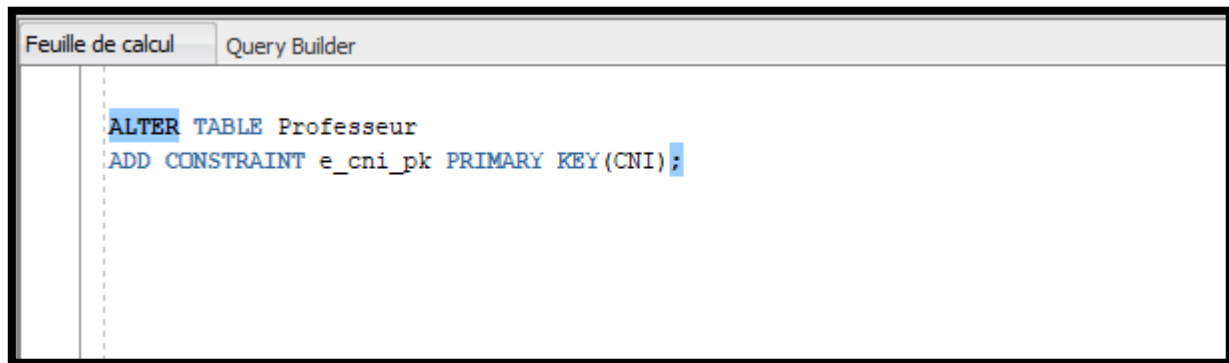 Feuille de calcul Query Builder
ALTER TABLE Professeur
ADD CONSTRAINT e_cni_pk PRIMARY KEY(CNI);